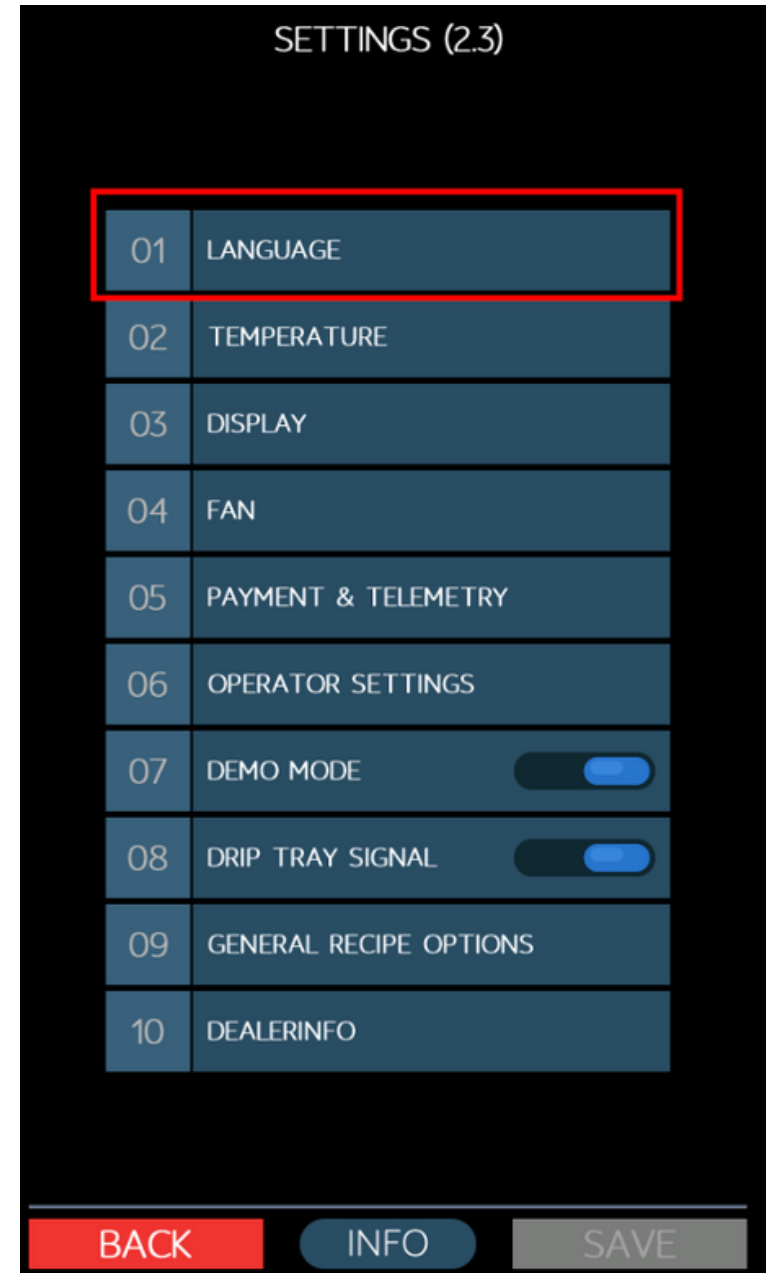 SETTINGS (2.3)
01 LANGUAGE
02 TEMPERATURE
03 DISPLAY
04 FAN
05 PAYMENT & TELEMETRY
06 OPERATOR SETTINGS
07 DEMO MODE
08 DRIP TRAY SIGNAL
09 GENERAL RECIPE OPTIONS
10 DEALERINFO
BACK INFO SAVE